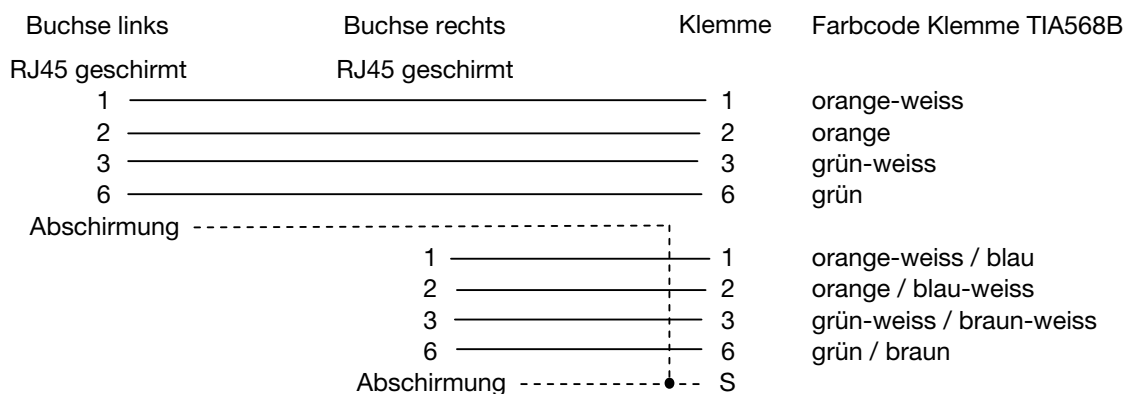 Buchse links Buchse rechts Klemme Farbcode Klemme TIA568B
RJ45 geschirmt RJ45 geschirmt
1 1 orange-weiss
2 2 orange
3 3 grün-weiss
6 6 grün
Abschirmung
1 1 orange-weiss / blau
2 2 orange / blau-weiss
3 3 grün-weiss / braun-weiss
6 6 grün / braun
Abschirmung S